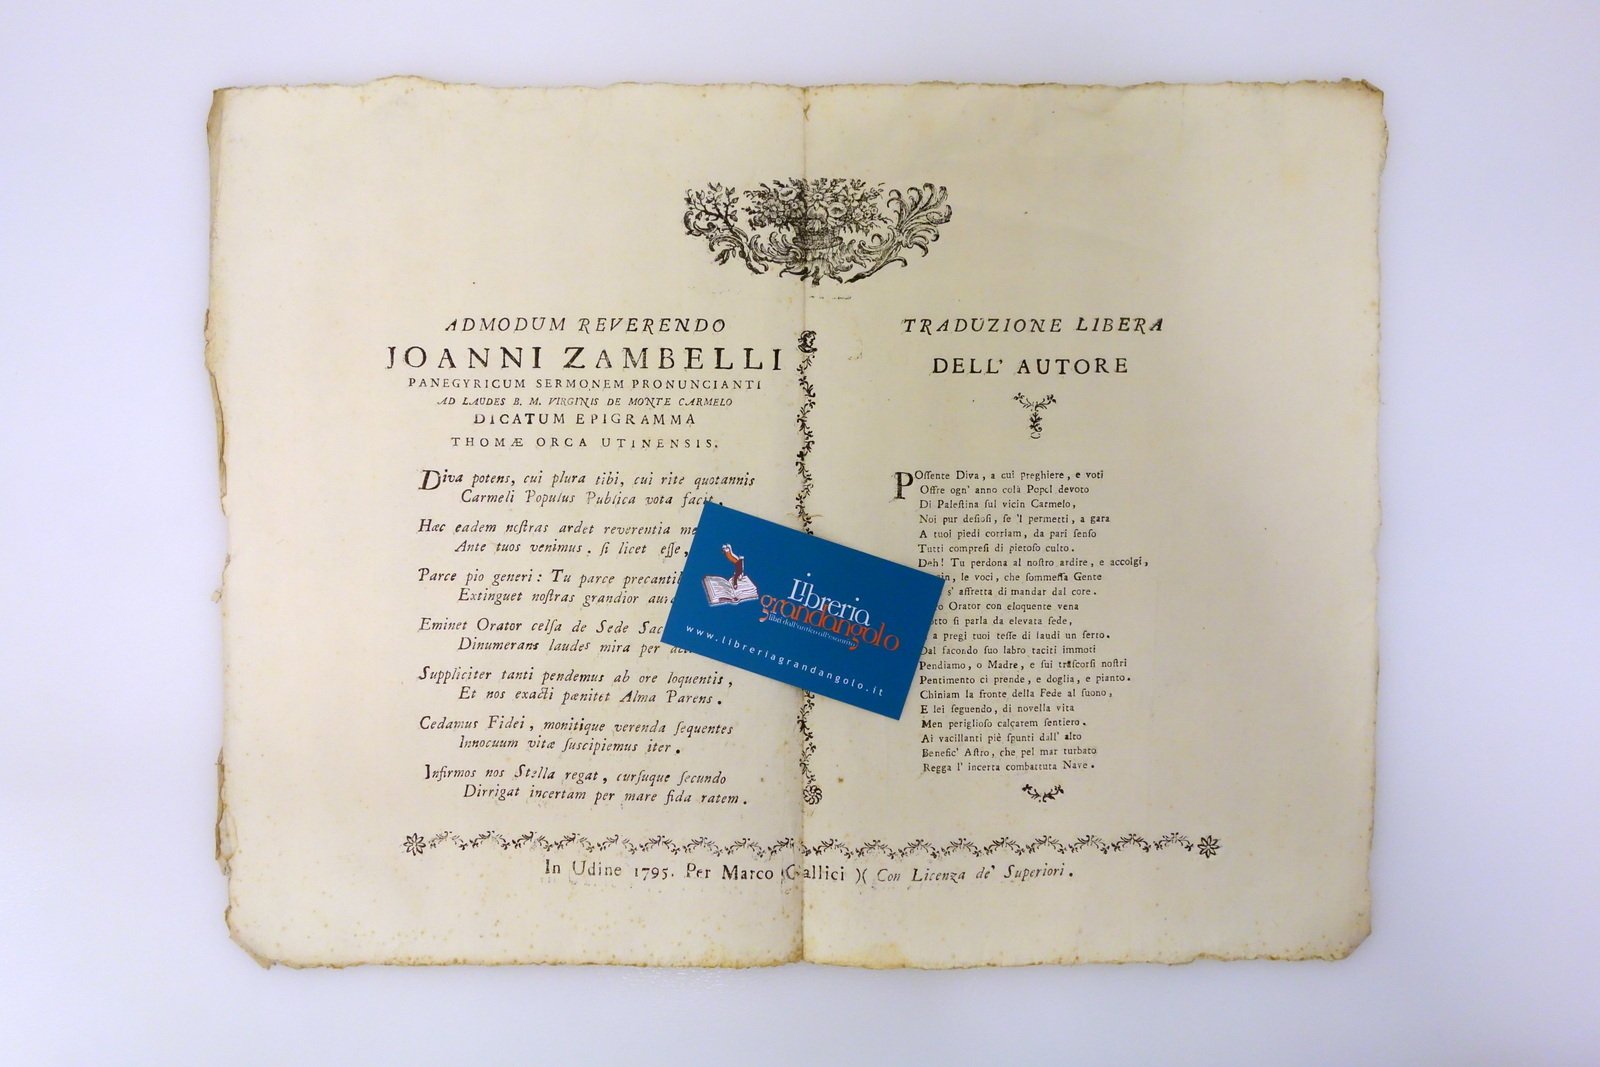 ADMODUM REVERENDO
JOANNI ZAMBELLI
PANEGYRICUM SERMONEM PRONUNCIANTI
AD LAUDES B. M. VIRGINIS DE MONTE CARMELO
DICATUM EPIGRAMMA
THOMÆ ORCA UTINENSIS.
Diva potens, cui plura tibi, cui rite quotannis
Carmeli Populus Publica vota facit,
Hæc eadem noſtras ardet reverentia
Ante tuos venimus, ſi licet eſſe,
Parce pio generi: Tu parce
Extinguet noſtras grandior
Eminet Orator celſa de Sede
Dinumerans laudes mira per
Suppliciter tanti pendemus ab ore loquentis,
Et nos exacti pænitet Alma Parens.
Cedamus Fidei, monitique verenda ſequentes
Innocuum vitæ ſuscipiemus iter.
Infirmos nos Stella regat, curſuque ſecundo
Dirrigat incertam per mare fida ratem.
TRADUZIONE LIBERA
DELL' AUTORE
POſſente Diva, a cui preghiere, e voti
Offre ogn' anno colà Popol devoto
Di Paleſtina ſul vicin Carmelo,
Noi pur deſioſi, ſe 'l permetti, a gara
A tuoi piedi corriam, da pari ſenſo
Tutti compreſi di pietoſo culto.
Deh! Tu perdona al noſtro ardire, e accolgi,
le voci, che ſommeſſa Gente
s' affretta di mandar dal core.
Orator con eloquente vena
ſi parla da elevata ſede,
a pregi tuoi teſſe di laudi un ſerto.
Dal facondo ſuo labro taciti immoti
Pendiamo, o Madre, e ſui traſcorſi noſtri
Pentimento ci prende, e doglia, e pianto.
Chiniam la fronte della Fede al ſuono,
E lei ſeguendo, di novella vita
Men periglioſo calçarem ſentiero.
Ai vacillanti piè ſpunti dall' alto
Benefic' Aſtro, che pel mar turbato
Regga l' incerta combattuta Nave.
Libreria
grandangolo
libri dall'antico all'esaurito
www.libreriagrandangolo.it
In Udine 1795. Per Marco Gallici )( Con Licenza de' Superiori.